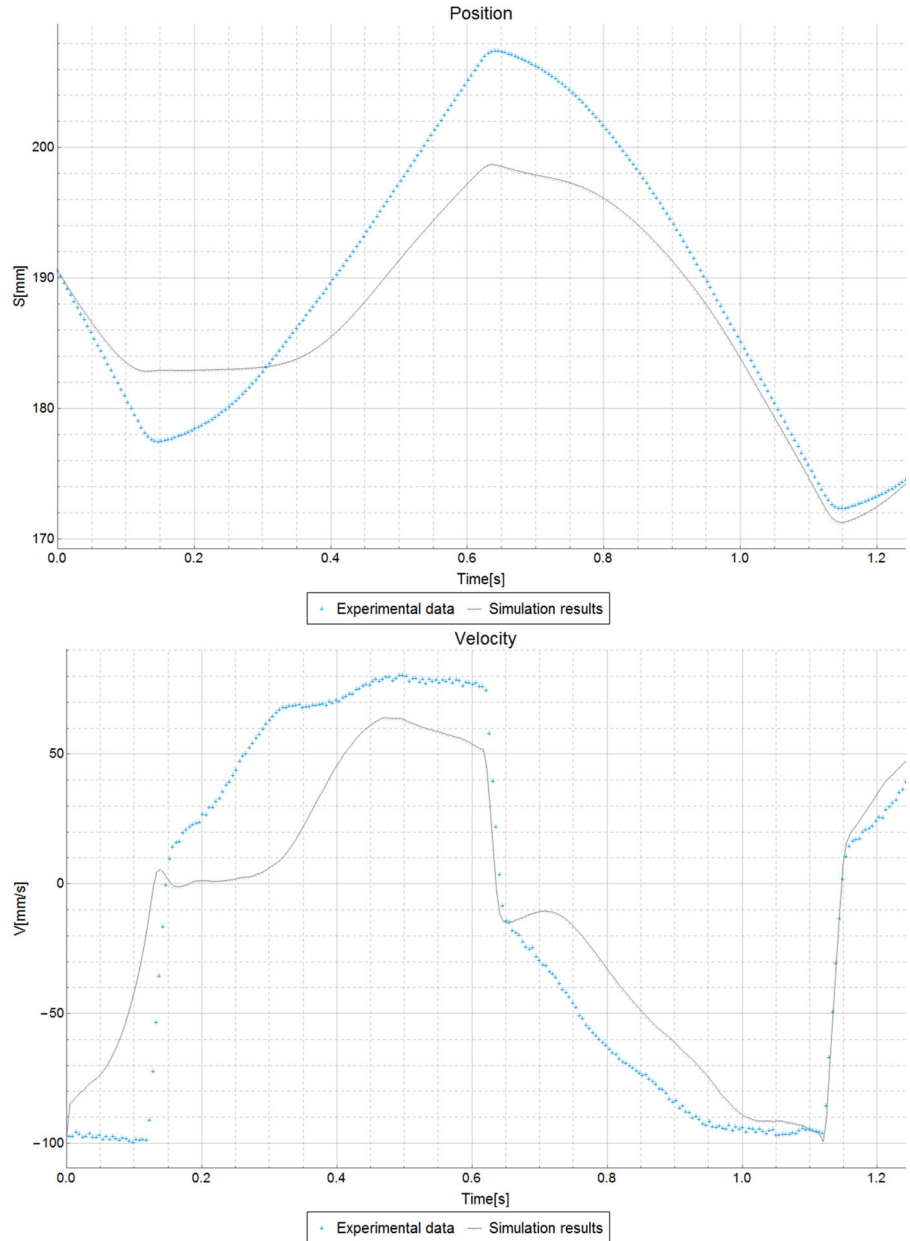 Position
S[mm]
200
190
180
170
0.0 0.2 0.4 0.6 0.8 1.0 1.2
Time[s]
Experimental data Simulation results
Velocity
V[mm/s]
50
0
−50
−100
0.0 0.2 0.4 0.6 0.8 1.0 1.2
Time[s]
Experimental data Simulation results